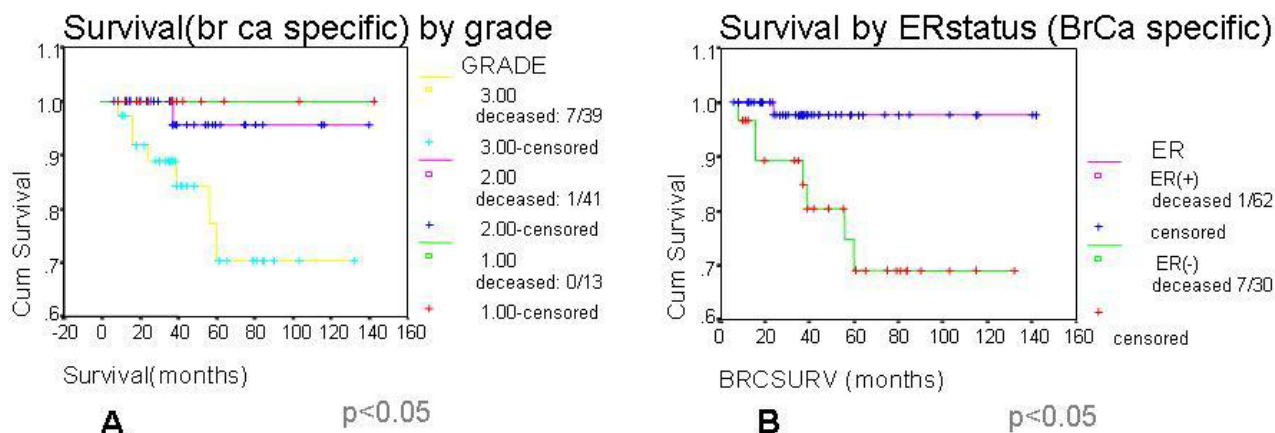 Survival(br ca specific) by grade
1.1
1.0
.9
.8
.7
.6
-20 0 20 40 60 80 100 120 140 160
Cum Survival
Survival(months)
GRADE
3.00
deceased: 7/39
3.00-censored
2.00
deceased: 1/41
2.00-censored
1.00
deceased: 0/13
1.00-censored
A
p<0.05
Survival by ERstatus (BrCa specific)
1.1
1.0
.9
.8
.7
.6
0 20 40 60 80 100 120 140 160
Cum Survival
BRCSURV (months)
ER
ER(+)
deceased 1/62
censored
ER(-)
deceased 7/30
censored
B
p<0.05